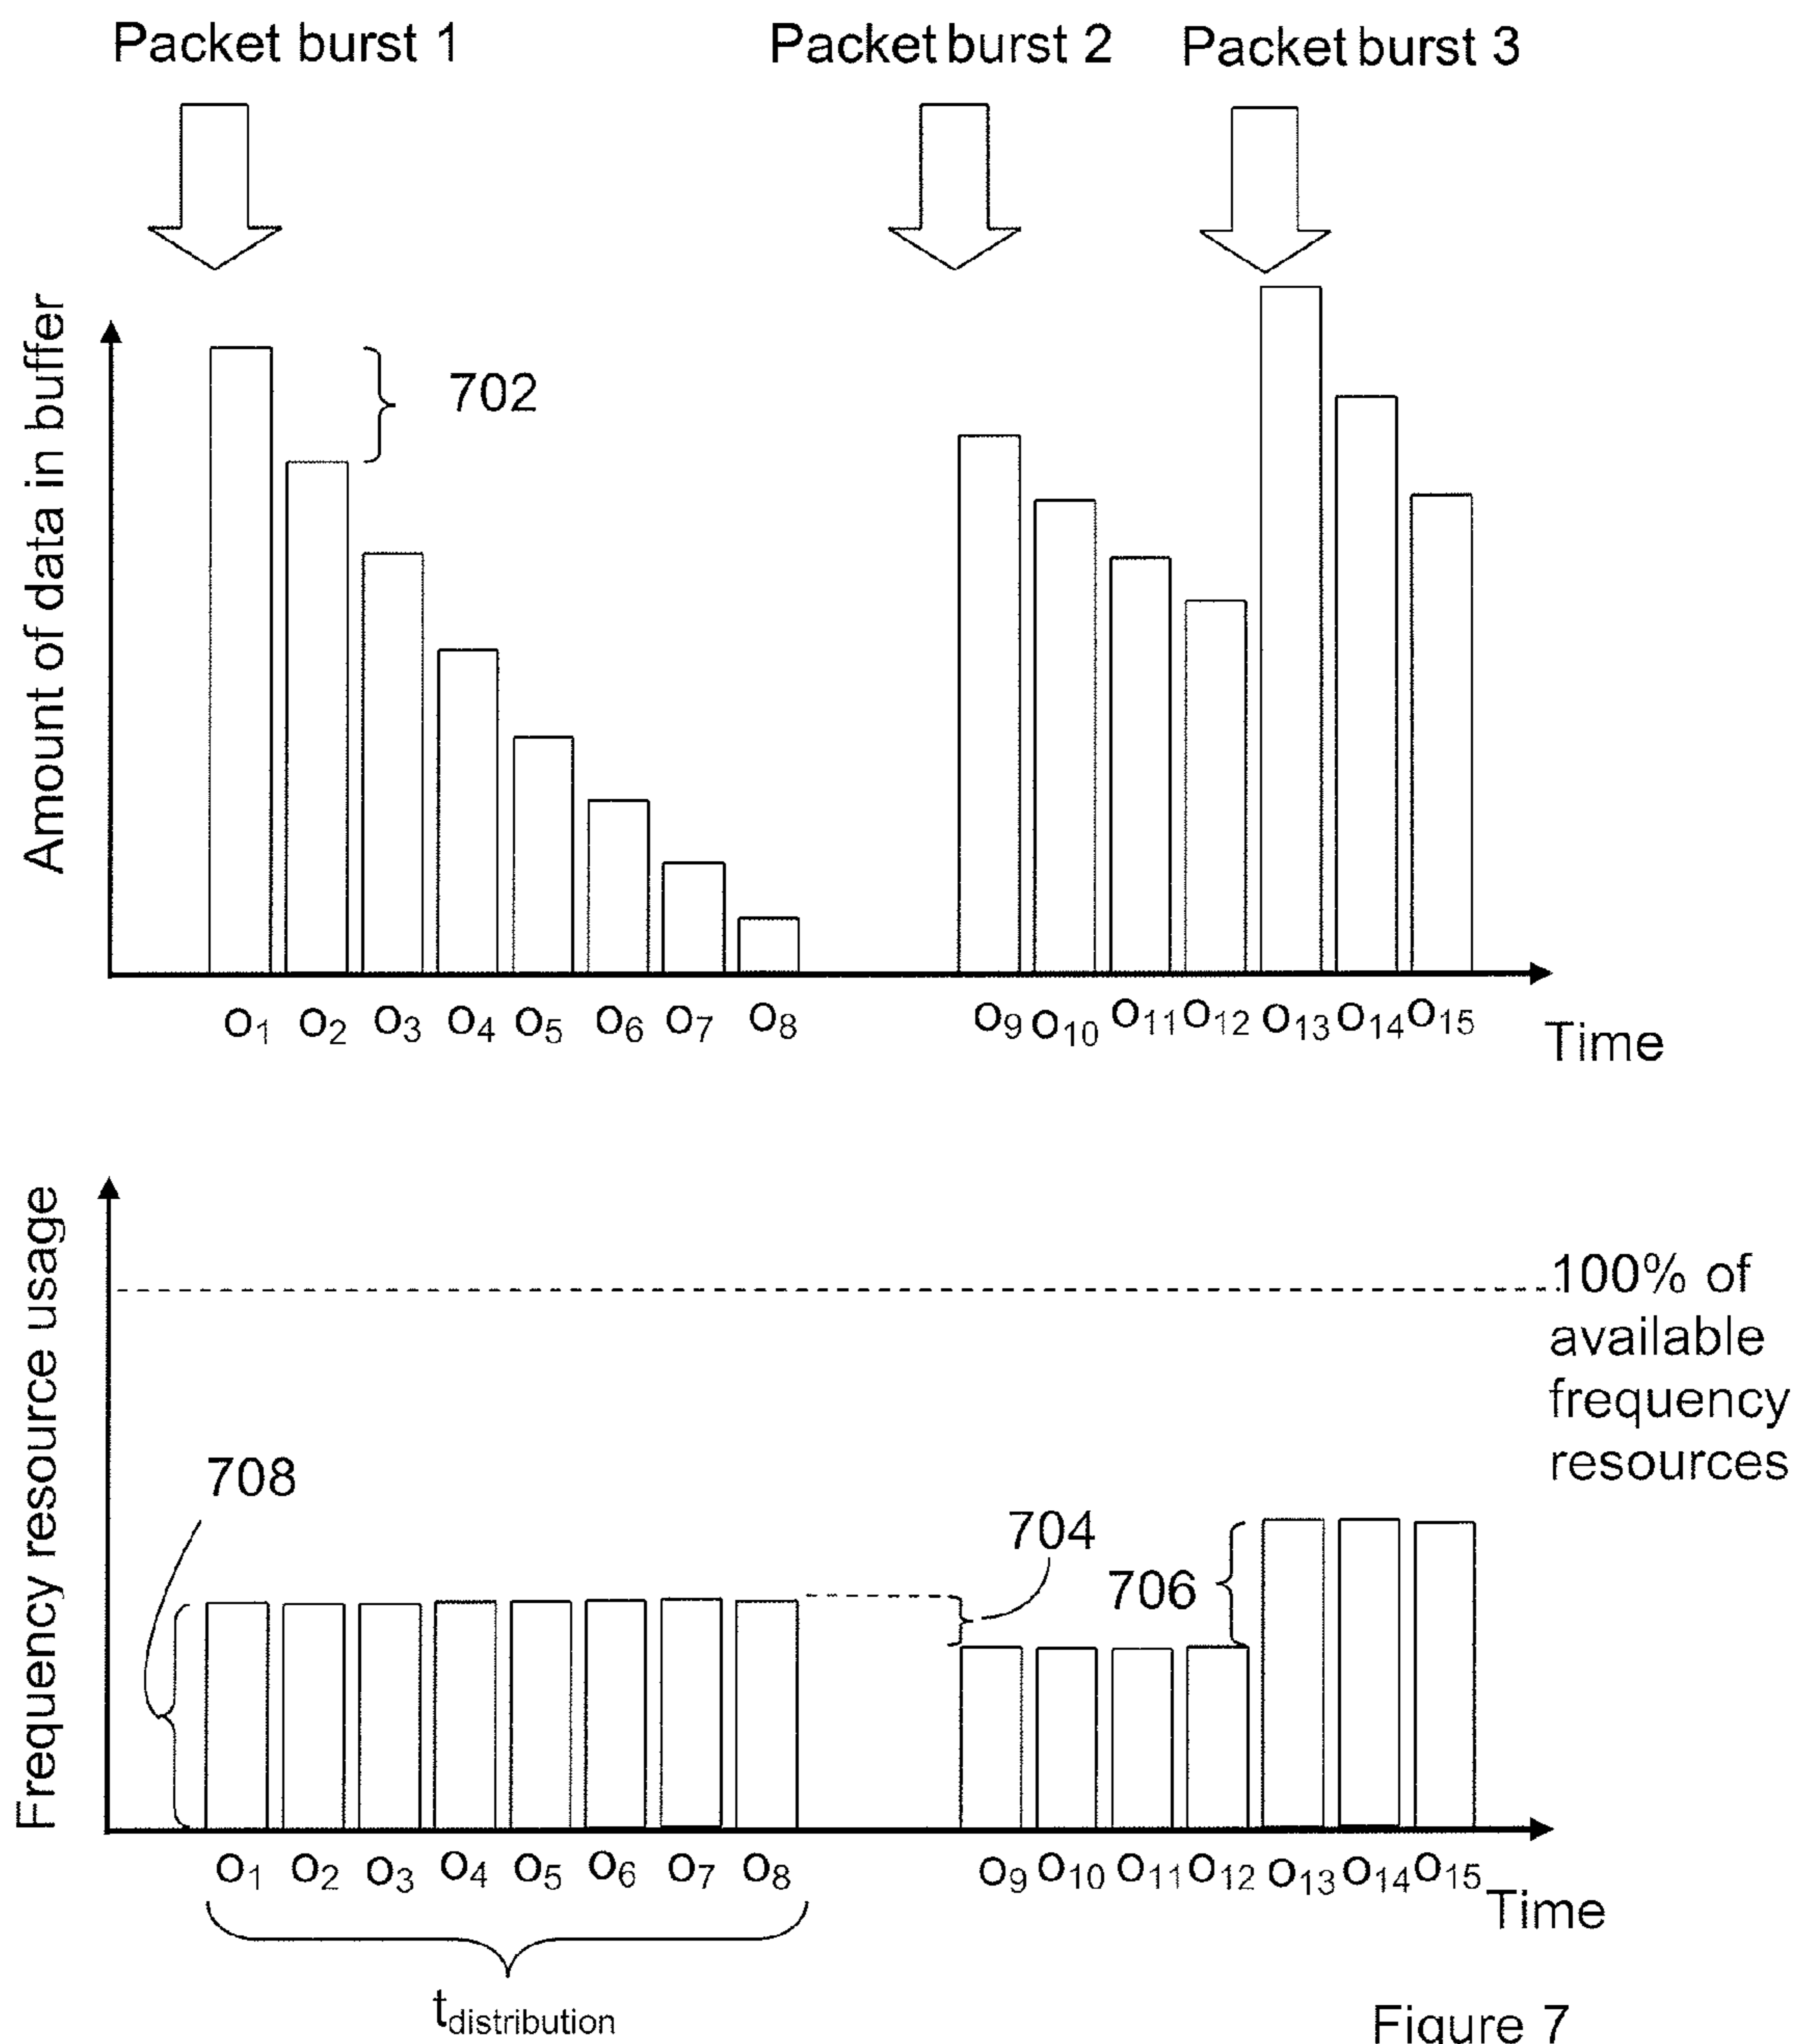 Packet burst 1 Packet burst 2 Packet burst 3
Amount of data in buffer
702
o1 o2 o3 o4 o5 o6 o7 o8 o9 o10 o11 o12 o13 o14 o15
Time
Frequency resource usage
100% of
available
frequency
resources
708
704
706
o1 o2 o3 o4 o5 o6 o7 o8 o9 o10 o11 o12 o13 o14 o15
Time
tdistribution
Figure 7